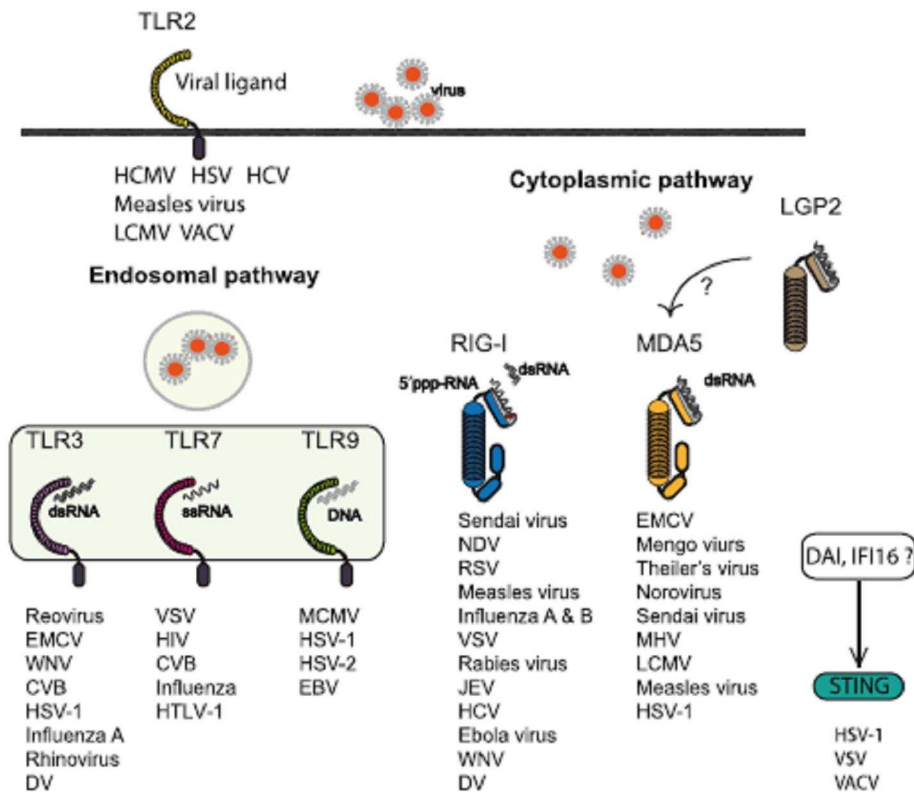 TLR2
Viral ligand
virus
HCMV HSV HCV
Measles virus
LCMV VACV
Endosomal pathway
Cytoplasmic pathway
LGP2
?
RIG-I
5'ppp-RNA
dsRNA
MDA5
dsRNA
TLR3
dsRNA
TLR7
ssRNA
TLR9
DNA
Reovirus
EMCV
WNV
CVB
HSV-1
Influenza A
Rhinovirus
DV
VSV
HIV
CVB
Influenza
HTLV-1
MCMV
HSV-1
HSV-2
EBV
Sendai virus
NDV
RSV
Measles virus
Influenza A & B
VSV
Rabies virus
JEV
HCV
Ebola virus
WNV
DV
EMCV
Mengo viurs
Theiler's virus
Norovirus
Sendai virus
MHV
LCMV
Measles virus
HSV-1
DAI, IFI16 ?
STING
HSV-1
VSV
VACV